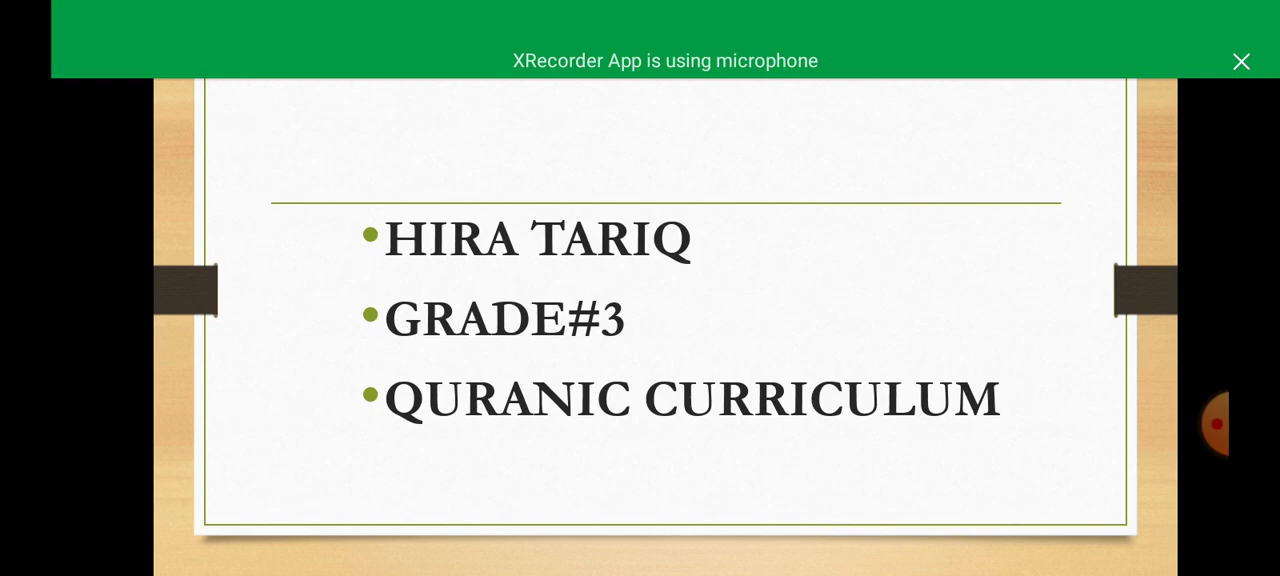 XRecorder App is using microphone
•HIRA TARIQ
•GRADE#3
•QURANIC CURRICULUM